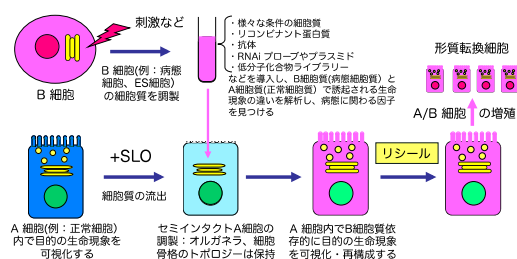 刺激など
B 細胞
B 細胞(例：病態
細胞、ES細胞)
の細胞質を調製
・様々な条件の細胞質
・リコンビナント蛋白質
・抗体
・RNAi プローブやプラスミド
・低分子化合物ライブラリー
などを導入し、B細胞質(病態細胞質）と
A細胞質(正常細胞質）で誘起される生命
現象の違いを解析し、病態に関わる因子
を見つける
形質転換細胞
A/B 細胞 の増殖
+SLO
細胞質の流出
リシール
A 細胞(例：正常細胞)
内で目的の生命現象を
可視化する
セミインタクトA細胞の
調製：オルガネラ、細胞
骨格のトポロジーは保持
A 細胞内でB細胞質依
存的に目的の生命現象
を可視化・再構成する